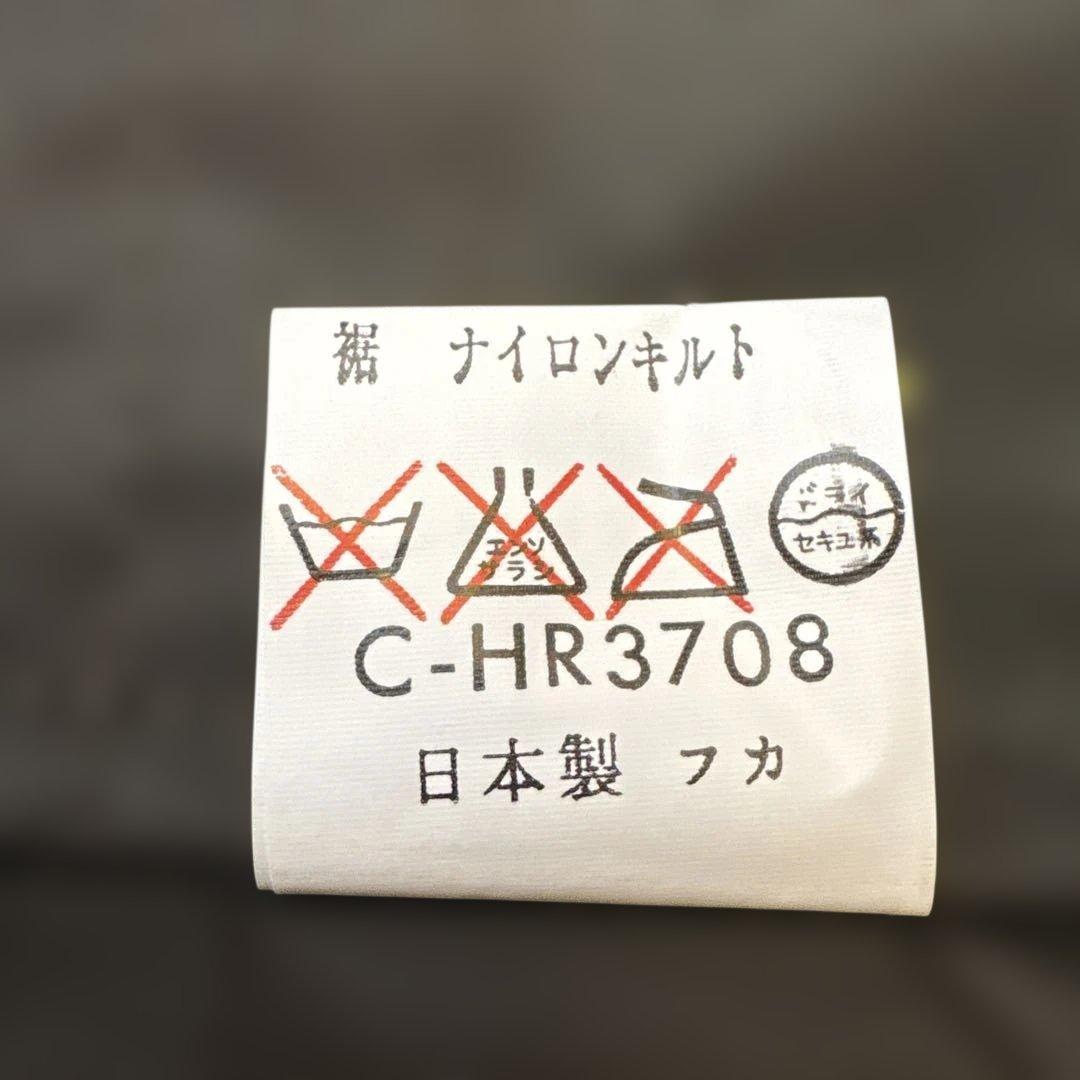 裾 ナイロンキルト
エンソ
サラシ
ドライ
セキユ系
C-HR3708
日本製 フカ